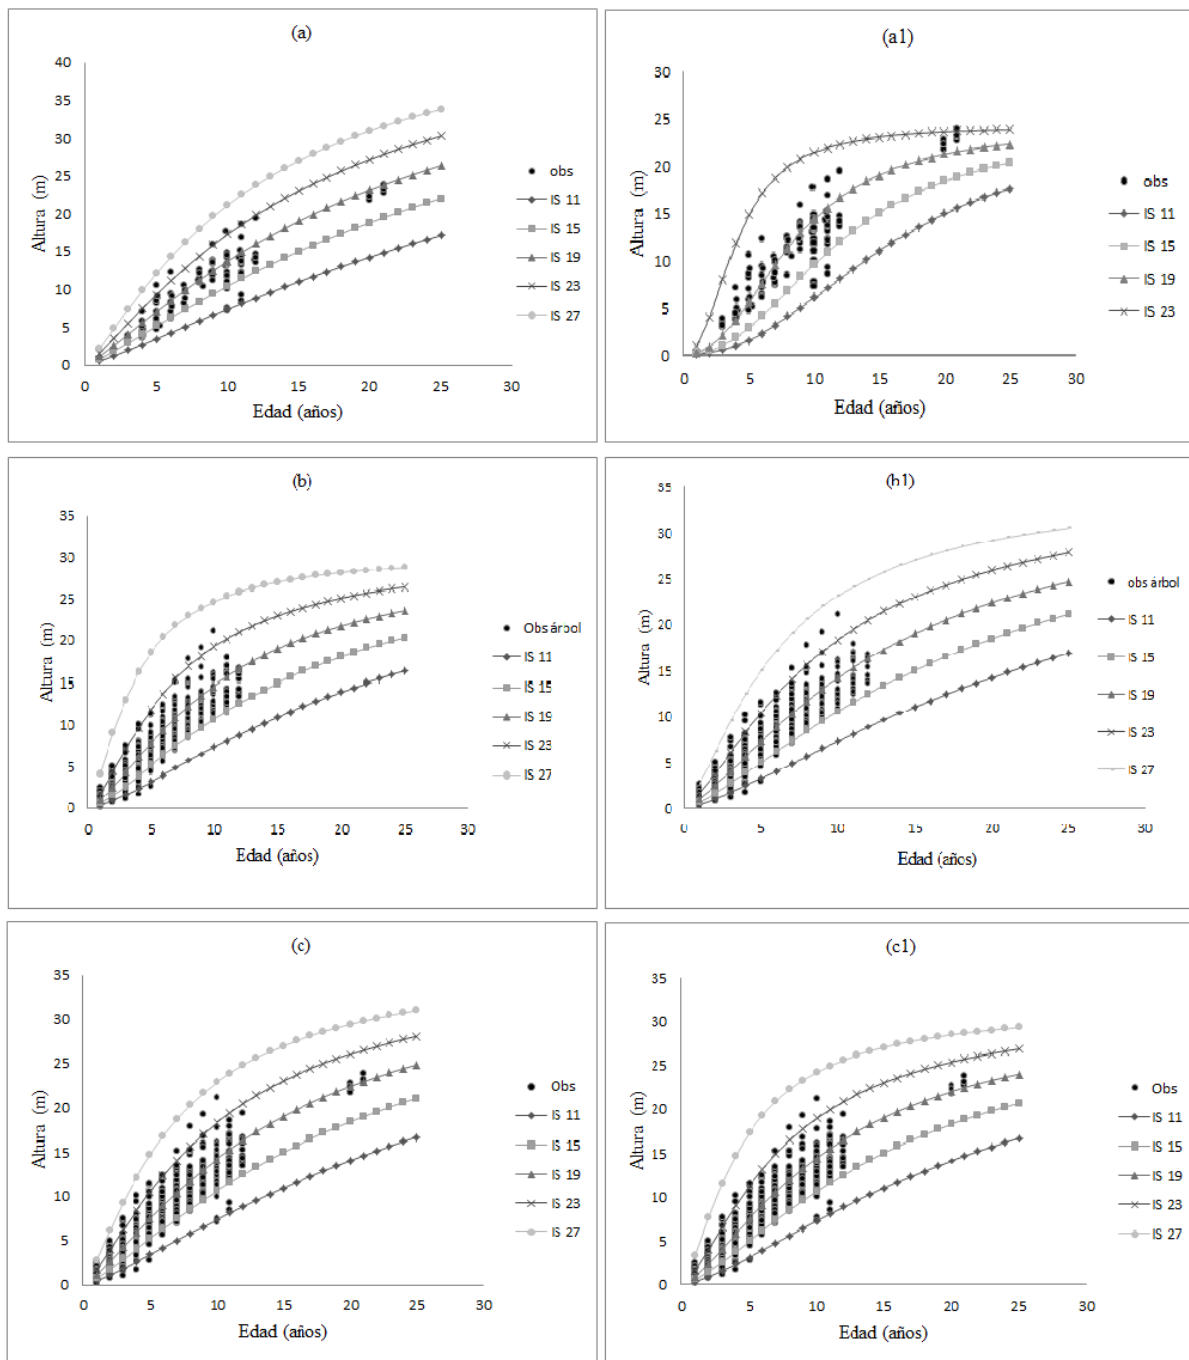 (a)
40
35
30
25
20
15
10
5
0
Altura (m)
0 5 10 15 20 25 30
Edad (años)
obs
IS 11
IS 15
IS 19
IS 23
IS 27
(a1)
30
25
20
15
10
5
0
Altura (m)
0 5 10 15 20 25 30
Edad (años)
obs
IS 11
IS 15
IS 19
IS 23
(b)
35
30
25
20
15
10
5
0
Altura (m)
0 5 10 15 20 25 30
Edad (años)
Obs árbol
IS 11
IS 15
IS 19
IS 23
IS 27
(b1)
35
30
25
20
15
10
5
0
Altura (m)
0 5 10 15 20 25 30
Edad (años)
obs árbol
IS 11
IS 15
IS 19
IS 23
IS 27
(c)
35
30
25
20
15
10
5
0
Altura (m)
0 5 10 15 20 25 30
Edad (años)
Obs
IS 11
IS 15
IS 19
IS 23
IS 27
(c1)
35
30
25
20
15
10
5
0
Altura (m)
0 5 10 15 20 25 30
Edad (años)
Obs
IS 11
IS 15
IS 19
IS 23
IS 27